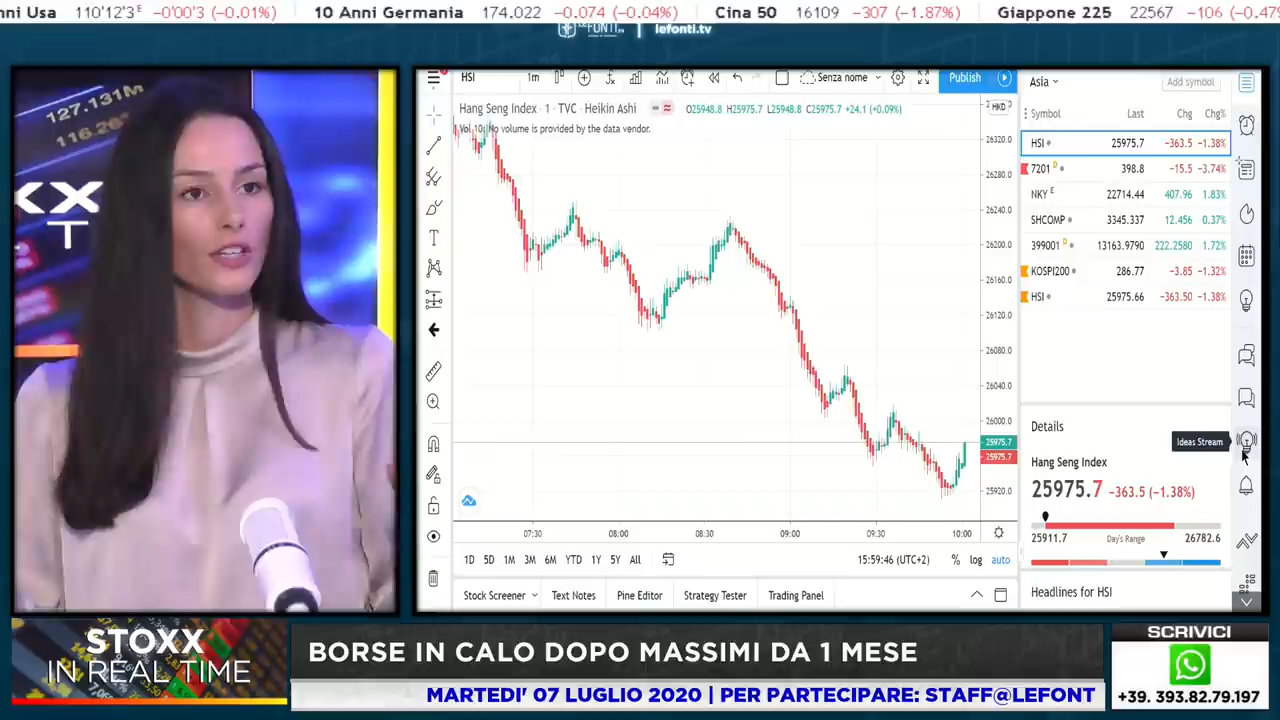 nni Usa 110'12'3 E -0'00'3 (-0.01%) 10 Anni Germania 174.022 -0.074 (-0.04%) Cina 50 16109 -307 (-1.87%) Giappone 225 22567 -106 (-0.47%
LEFONTI.TV | lefonti.tv
127.131M
116.20
XX
T
HSI 1m Senza nome Publish
Hang Seng Index · 1 · TVC · Heikin Ashi O25948.8 H25975.7 L25948.8 C25975.7 +24.1 (+0.09%)
Vol 10: No volume is provided by the data vendor.
HKD
26320.0
26280.0
26240.0
26200.0
26160.0
26120.0
26080.0
26040.0
26000.0
25975.7
25975.7
25920.0
07:30 08:00 08:30 09:00 09:30 10:00
1D 5D 1M 3M 6M YTD 1Y 5Y All 15:59:46 (UTC+2) % log auto
Stock Screener Text Notes Pine Editor Strategy Tester Trading Panel
Asia Add symbol
Symbol Last Chg Chg%
HSI 25975.7 -363.5 -1.38%
7201 D 398.8 -15.5 -3.74%
NKY E 22714.44 407.96 1.83%
SHCOMP 3345.337 12.456 0.37%
399001 D 13163.9790 222.2580 1.72%
KOSPI200 286.77 -3.85 -1.32%
HSI 25975.66 -363.50 -1.38%
Details
Ideas Stream
Hang Seng Index
25975.7 -363.5 (-1.38%)
25911.7 Day's Range 26782.6
Headlines for HSI
STOXX
IN REAL TIME
BORSE IN CALO DOPO MASSIMI DA 1 MESE
MARTEDI' 07 LUGLIO 2020 | PER PARTECIPARE: STAFF@LEFONT
SCRIVICI
+39. 393.82.79.197